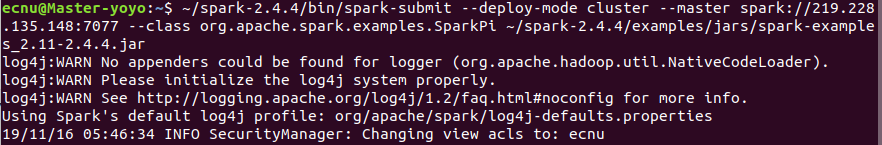 ecnu@Master-yoyo:~$ ~/spark-2.4.4/bin/spark-submit --deploy-mode cluster --master spark://219.228
.135.148:7077 --class org.apache.spark.examples.SparkPi ~/spark-2.4.4/examples/jars/spark-example
s_2.11-2.4.4.jar
log4j:WARN No appenders could be found for logger (org.apache.hadoop.util.NativeCodeLoader).
log4j:WARN Please initialize the log4j system properly.
log4j:WARN See http://logging.apache.org/log4j/1.2/faq.html#noconfig for more info.
Using Spark's default log4j profile: org/apache/spark/log4j-defaults.properties
19/11/16 05:46:34 INFO SecurityManager: Changing view acls to: ecnu